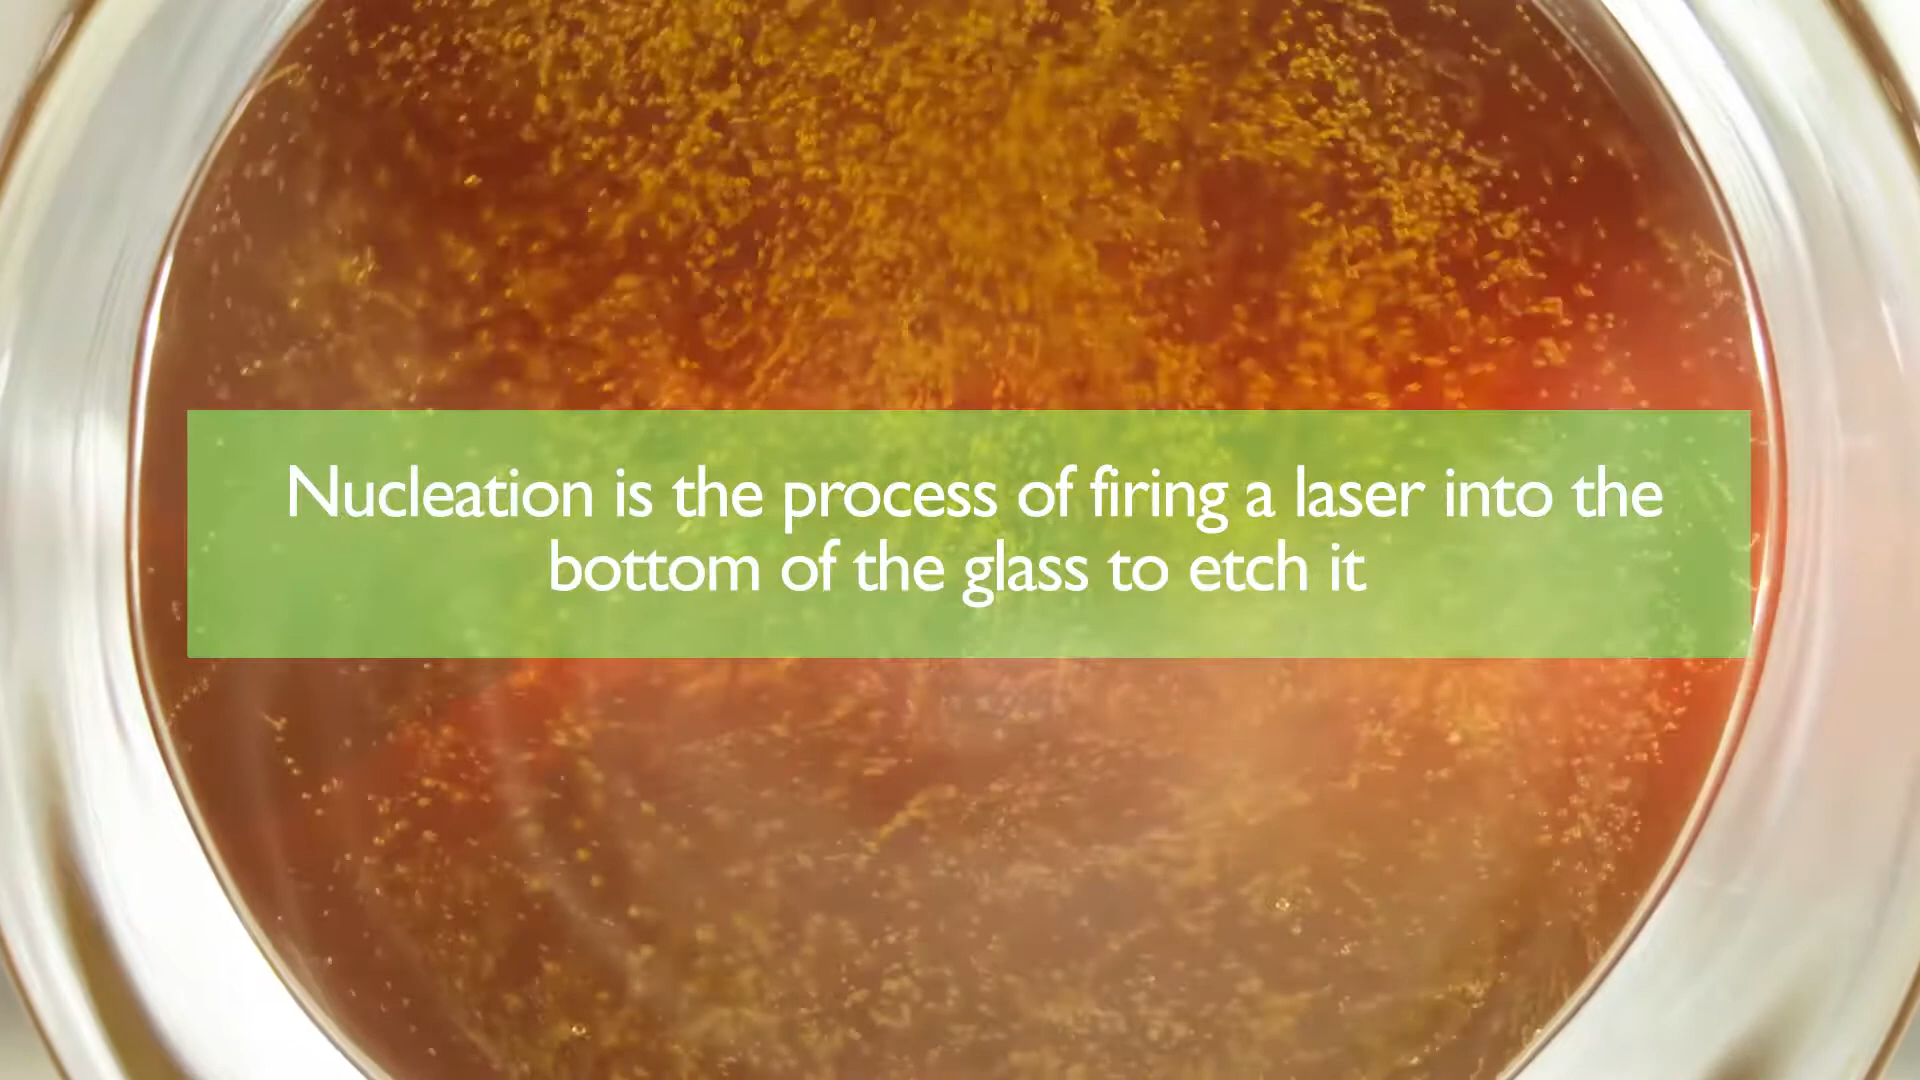 Nucleation is the process of firing a laser into the
bottom of the glass to etch it